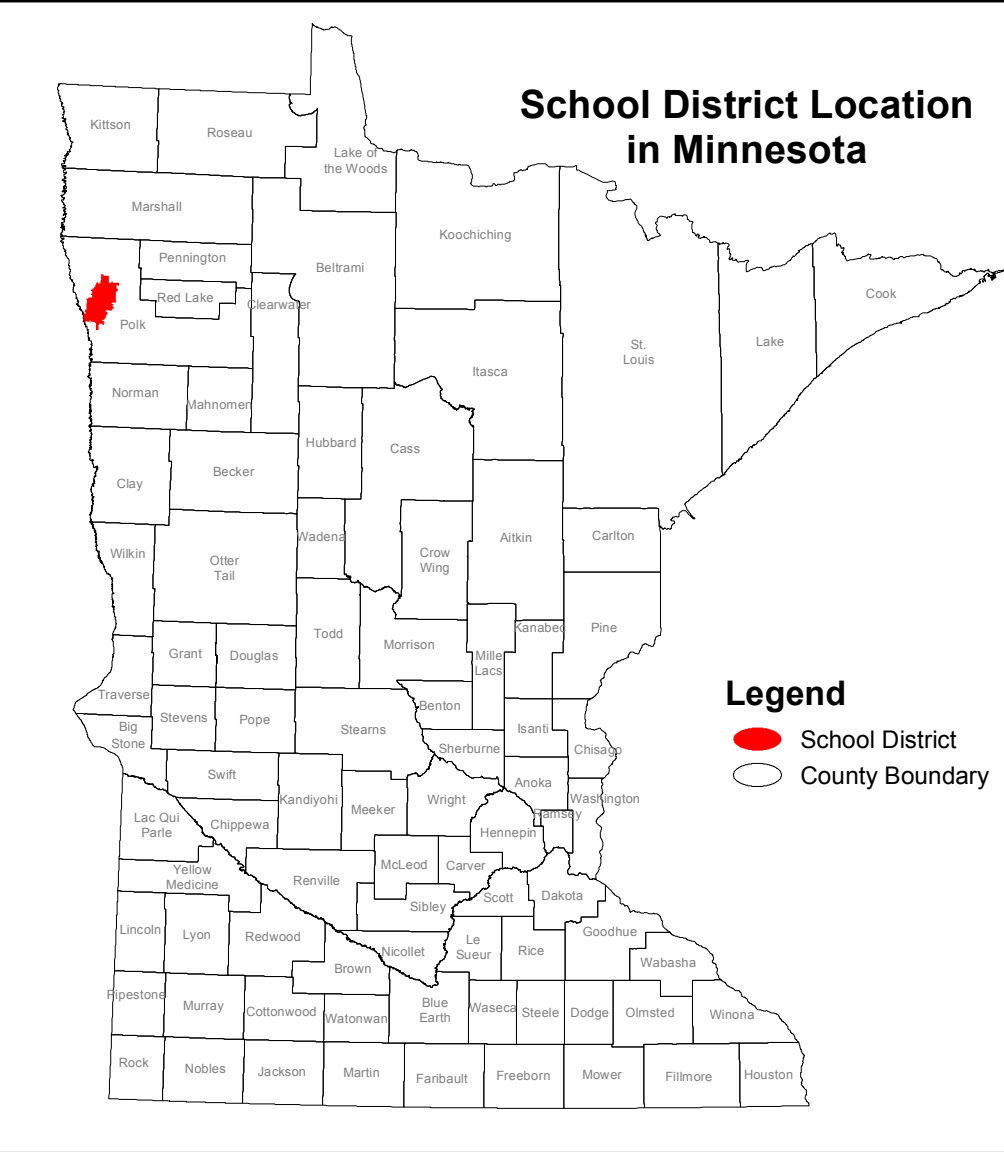 School District Location
in Minnesota
Kittson
Roseau
Lake of
the Woods
Marshall
Koochiching
Pennington
Beltrami
Red Lake
Clearwater
Cook
Polk
St.
Louis
Lake
Itasca
Norman
Mahnomen
Hubbard
Cass
Becker
Clay
Wadena
Aitkin
Carlton
Wilkin
Crow
Wing
Otter
Tail
Todd
Kanabec
Pine
Morrison
Grant
Douglas
Mille
Lacs
Traverse
Benton
Stevens
Pope
Stearns
Isanti
Big
Stone
Sherburne
Chisago
Legend
School District
County Boundary
Swift
Anoka
Kandiyohi
Meeker
Wright
Washington
Ramsey
Lac Qui
Parle
Chippewa
Hennepin
Yellow
Medicine
Renville
McLeod
Carver
Sibley
Scott
Dakota
Lincoln
Lyon
Redwood
Nicollet
Le
Sueur
Rice
Goodhue
Brown
Wabasha
Pipestone
Murray
Cottonwood
Watonwan
Blue
Earth
Waseca
Steele
Dodge
Olmsted
Winona
Rock
Nobles
Jackson
Martin
Faribault
Freeborn
Mower
Fillmore
Houston